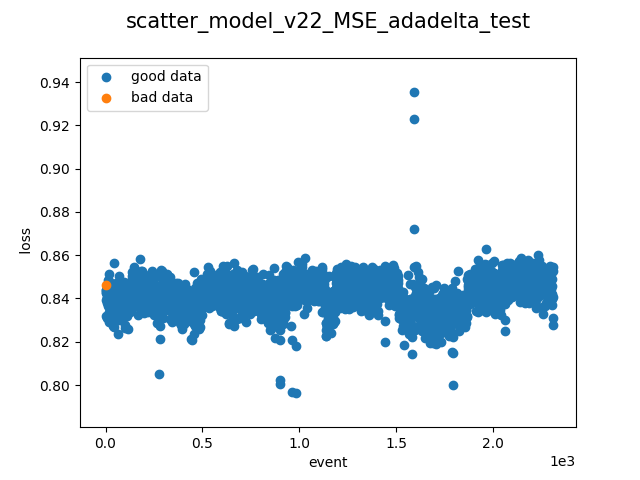 scatter_model_v22_MSE_adadelta_test
good data
bad data
0.94
0.92
0.90
0.88
0.86
0.84
0.82
0.80
loss
0.0 0.5 1.0 1.5 2.0
1e3
event